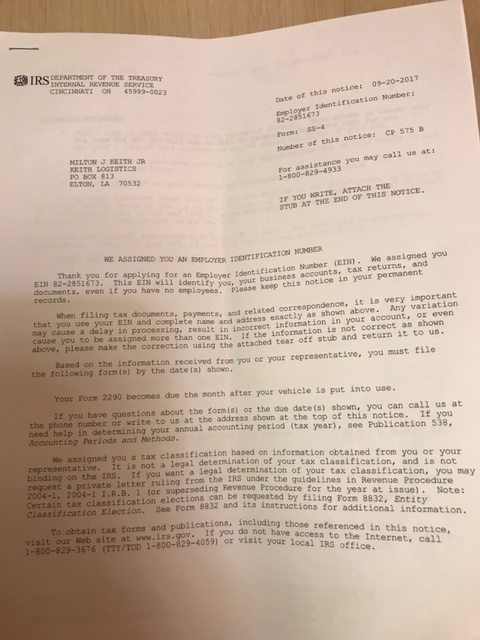 IRS DEPARTMENT OF THE TREASURY
INTERNAL REVENUE SERVICE
CINCINNATI OH 45999-0023
Date of this notice: 09-20-2017
Employer Identification Number:
82-2851673
Form: SS-4
Number of this notice: CP 575 B
MILTON J KEITH JR
KEITH LOGISTICS
PO BOX 813
ELTON, LA 70532
For assistance you may call us at:
1-800-829-4933
IF YOU WRITE, ATTACH THE
STUB AT THE END OF THIS NOTICE.
WE ASSIGNED YOU AN EMPLOYER IDENTIFICATION NUMBER
Thank you for applying for an Employer Identification Number (EIN). We assigned you
EIN 82-2851673. This EIN will identify you, your business accounts, tax returns, and
documents, even if you have no employees. Please keep this notice in your permanent
records.
When filing tax documents, payments, and related correspondence, it is very important
that you use your EIN and complete name and address exactly as shown above. Any variation
may cause a delay in processing, result in incorrect information in your account, or even
cause you to be assigned more than one EIN. If the information is not correct as shown
above, please make the correction using the attached tear off stub and return it to us.
Based on the information received from you or your representative, you must file
the following form(s) by the date(s) shown.
Your Form 2290 becomes due the month after your vehicle is put into use.
If you have questions about the form(s) or the due date(s) shown, you can call us at
the phone number or write to us at the address shown at the top of this notice. If you
need help in determining your annual accounting period (tax year), see Publication 538,
Accounting Periods and Methods.
We assigned you a tax classification based on information obtained from you or your
representative. It is not a legal determination of your tax classification, and is not
binding on the IRS. If you want a legal determination of your tax classification, you may
request a private letter ruling from the IRS under the guidelines in Revenue Procedure
2004-1, 2004-1 I.R.B. 1 (or superseding Revenue Procedure for the year at issue). Note:
Certain tax classification elections can be requested by filing Form 8832, Entity
Classification Election. See Form 8832 and its instructions for additional information.
To obtain tax forms and publications, including those referenced in this notice,
visit our Web site at www.irs.gov. If you do not have access to the Internet, call
1-800-829-3676 (TTY/TDD 1-800-829-4059) or visit your local IRS office.